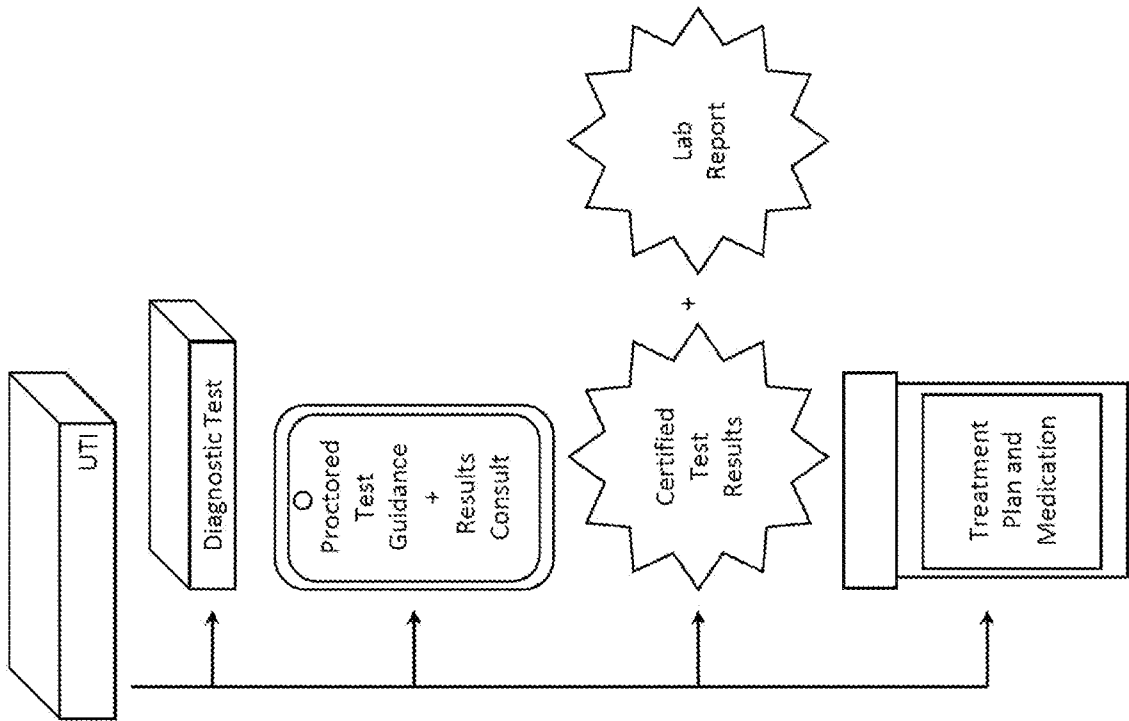 UTI
Diagnostic Test
Proctored
Test
Guidance
+
Results
Consult
Certified
Test
Results
+
Lab
Report
Treatment
Plan and
Medication